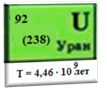 92 U
(238)
Уран
T = 4,46 · 10⁹ лет